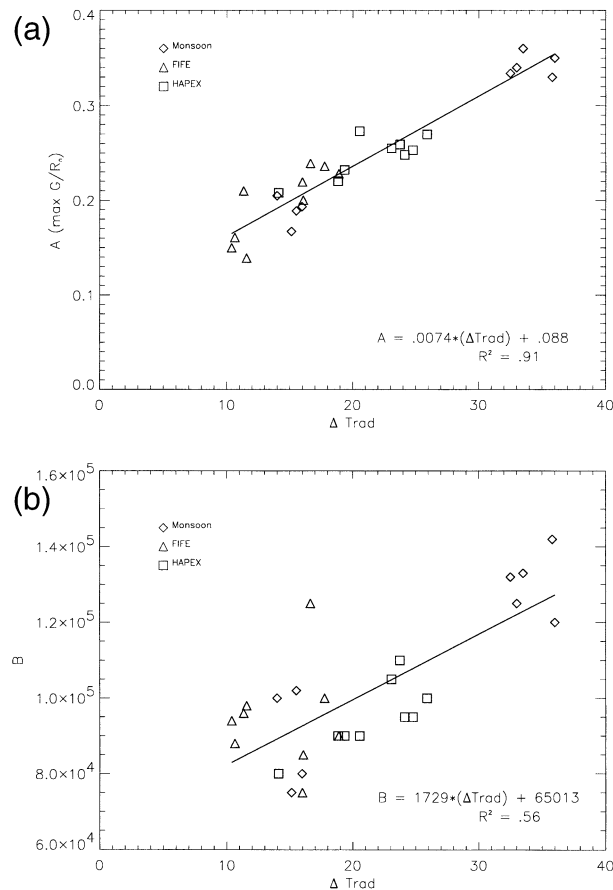 (a)
0.4
0.3
0.2
0.1
0.0
A (max G/Rn)
Monsoon
FIFE
HAPEX
A = .0074*(ΔTrad) + .088
R² = .91
0 10 20 30 40
Δ Trad
(b)
1.6×10⁵
1.4×10⁵
1.2×10⁵
1.0×10⁵
8.0×10⁴
6.0×10⁴
B
Monsoon
FIFE
HAPEX
B = 1729*(ΔTrad) + 65013
R² = .56
0 10 20 30 40
Δ Trad